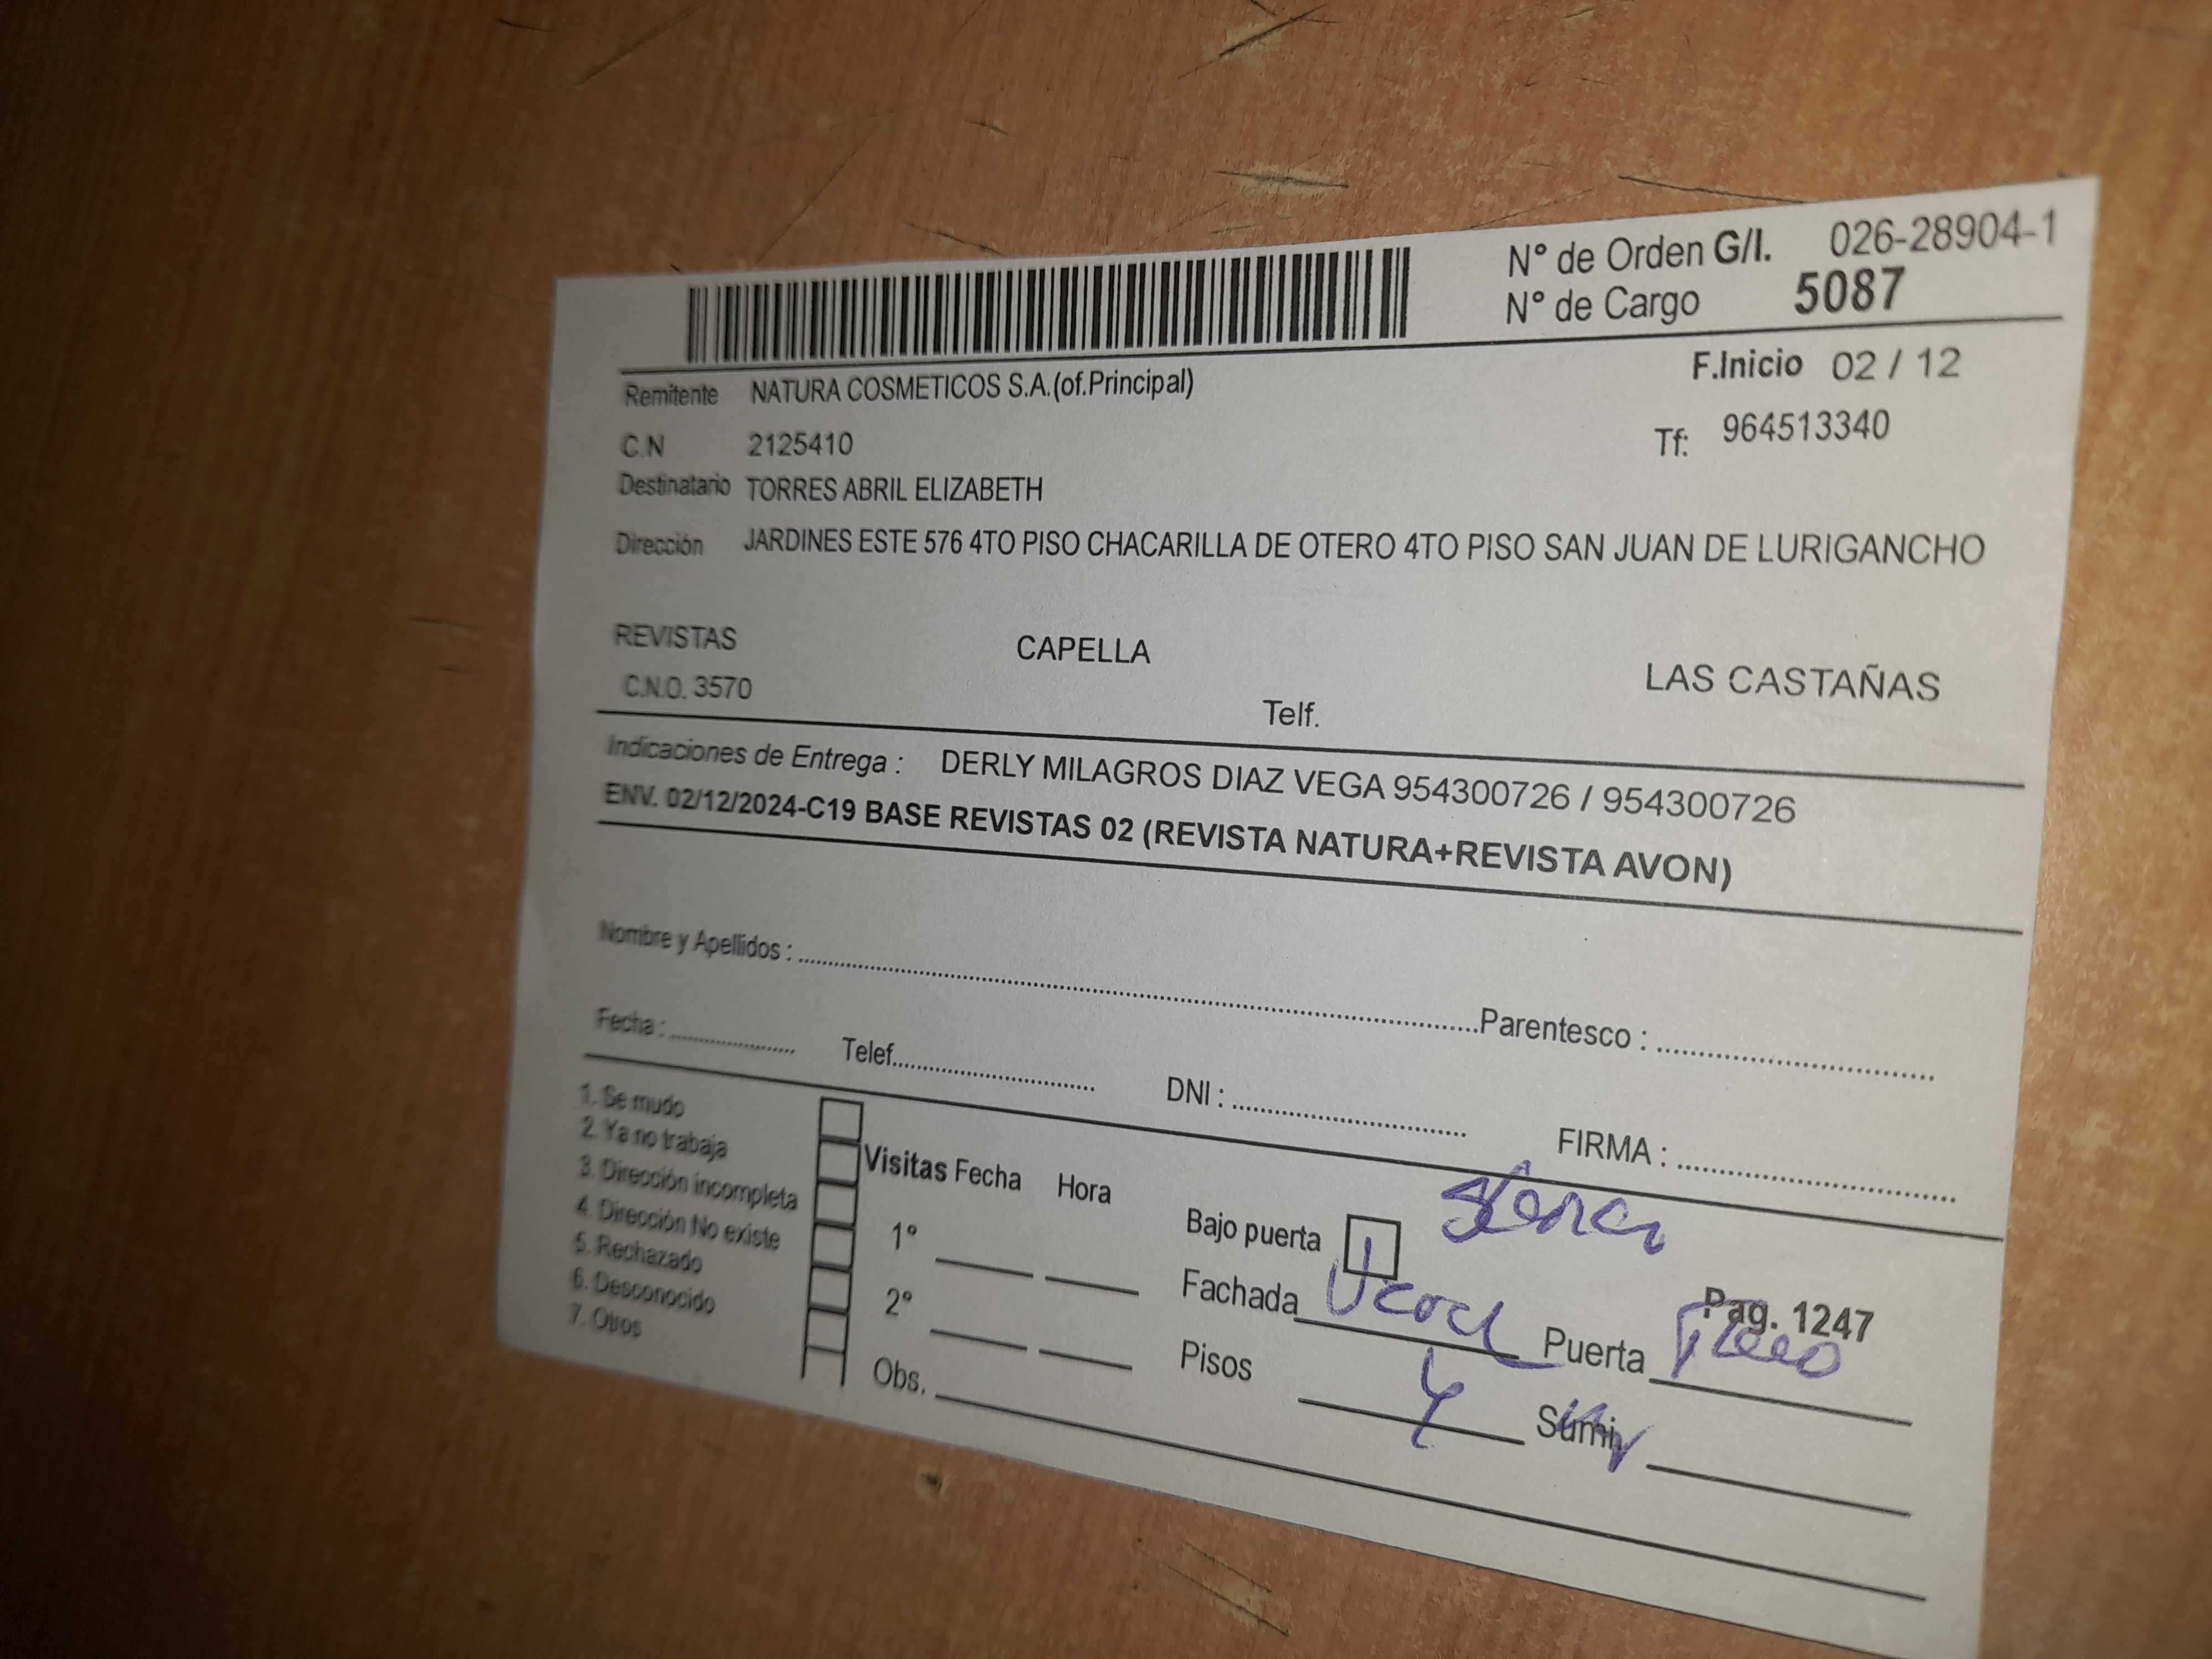 N° de Orden G/I. 026-28904-1
N° de Cargo 5087
F.Inicio 02 / 12
Remitente NATURA COSMETICOS S.A.(of.Principal)
C.N 2125410 Tf: 964513340
Destinatario TORRES ABRIL ELIZABETH
Dirección JARDINES ESTE 576 4TO PISO CHACARILLA DE OTERO 4TO PISO SAN JUAN DE LURIGANCHO
REVISTAS CAPELLA LAS CASTAÑAS
C.N.O. 3570 Telf.
Indicaciones de Entrega : DERLY MILAGROS DIAZ VEGA 954300726 / 954300726
ENV. 02/12/2024-C19 BASE REVISTAS 02 (REVISTA NATURA+REVISTA AVON)
Nombre y Apellidos : Parentesco :
Fecha : Telef. DNI : FIRMA :
1. Se mudo
2. Ya no trabaja
3. Dirección incompleta
4. Dirección No existe
5. Rechazado
6. Desconocido
7. Otros
Visitas Fecha Hora
1°
2°
Obs.
Bajo puerta
Pag. 1247
Fachada Puerta
Pisos 4 Sumi.